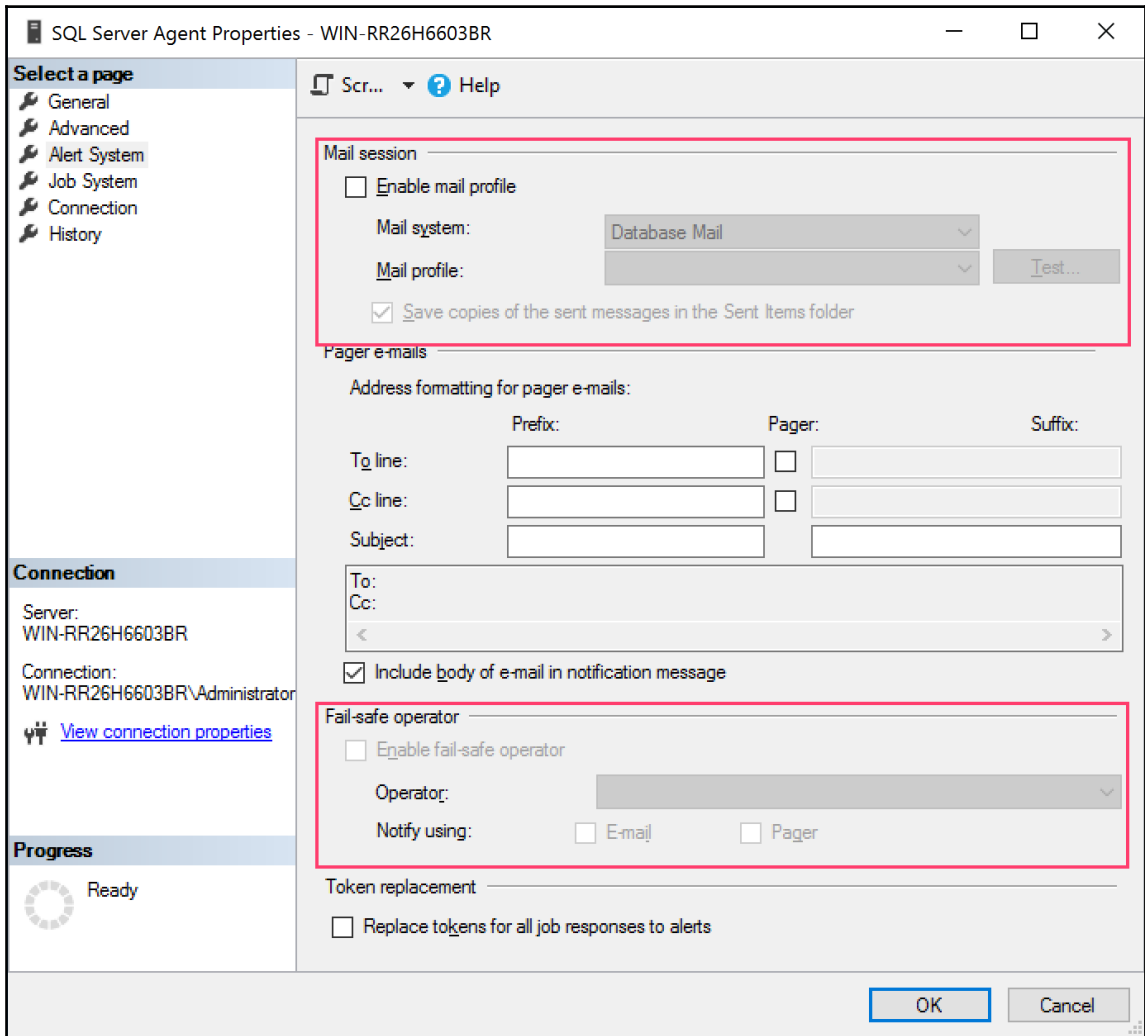 SQL Server Agent Properties - WIN-RR26H6603BR
Select a page
General
Advanced
Alert System
Job System
Connection
History
Connection
Server:
WIN-RR26H6603BR
Connection:
WIN-RR26H6603BR\Administrator
View connection properties
Progress
Ready
Scr... ? Help
Mail session
Enable mail profile
Mail system: Database Mail
Mail profile: Test...
Save copies of the sent messages in the Sent Items folder
Pager e-mails
Address formatting for pager e-mails:
Prefix: Pager: Suffix:
To line:
Cc line:
Subject:
To:
Cc:
Include body of e-mail in notification message
Fail-safe operator
Enable fail-safe operator
Operator:
Notify using: E-mail Pager
Token replacement
Replace tokens for all job responses to alerts
OK Cancel